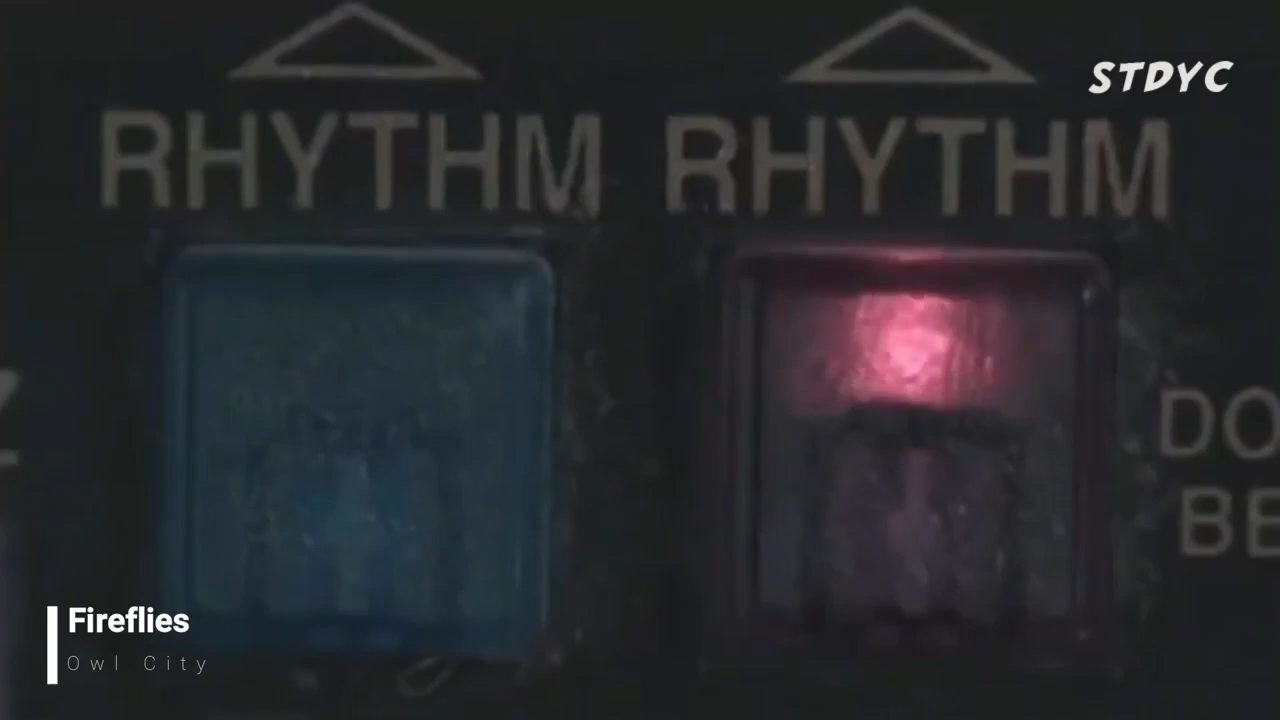 STDYC
RHYTHM RHYTHM
DO
BE
Fireflies
Owl City